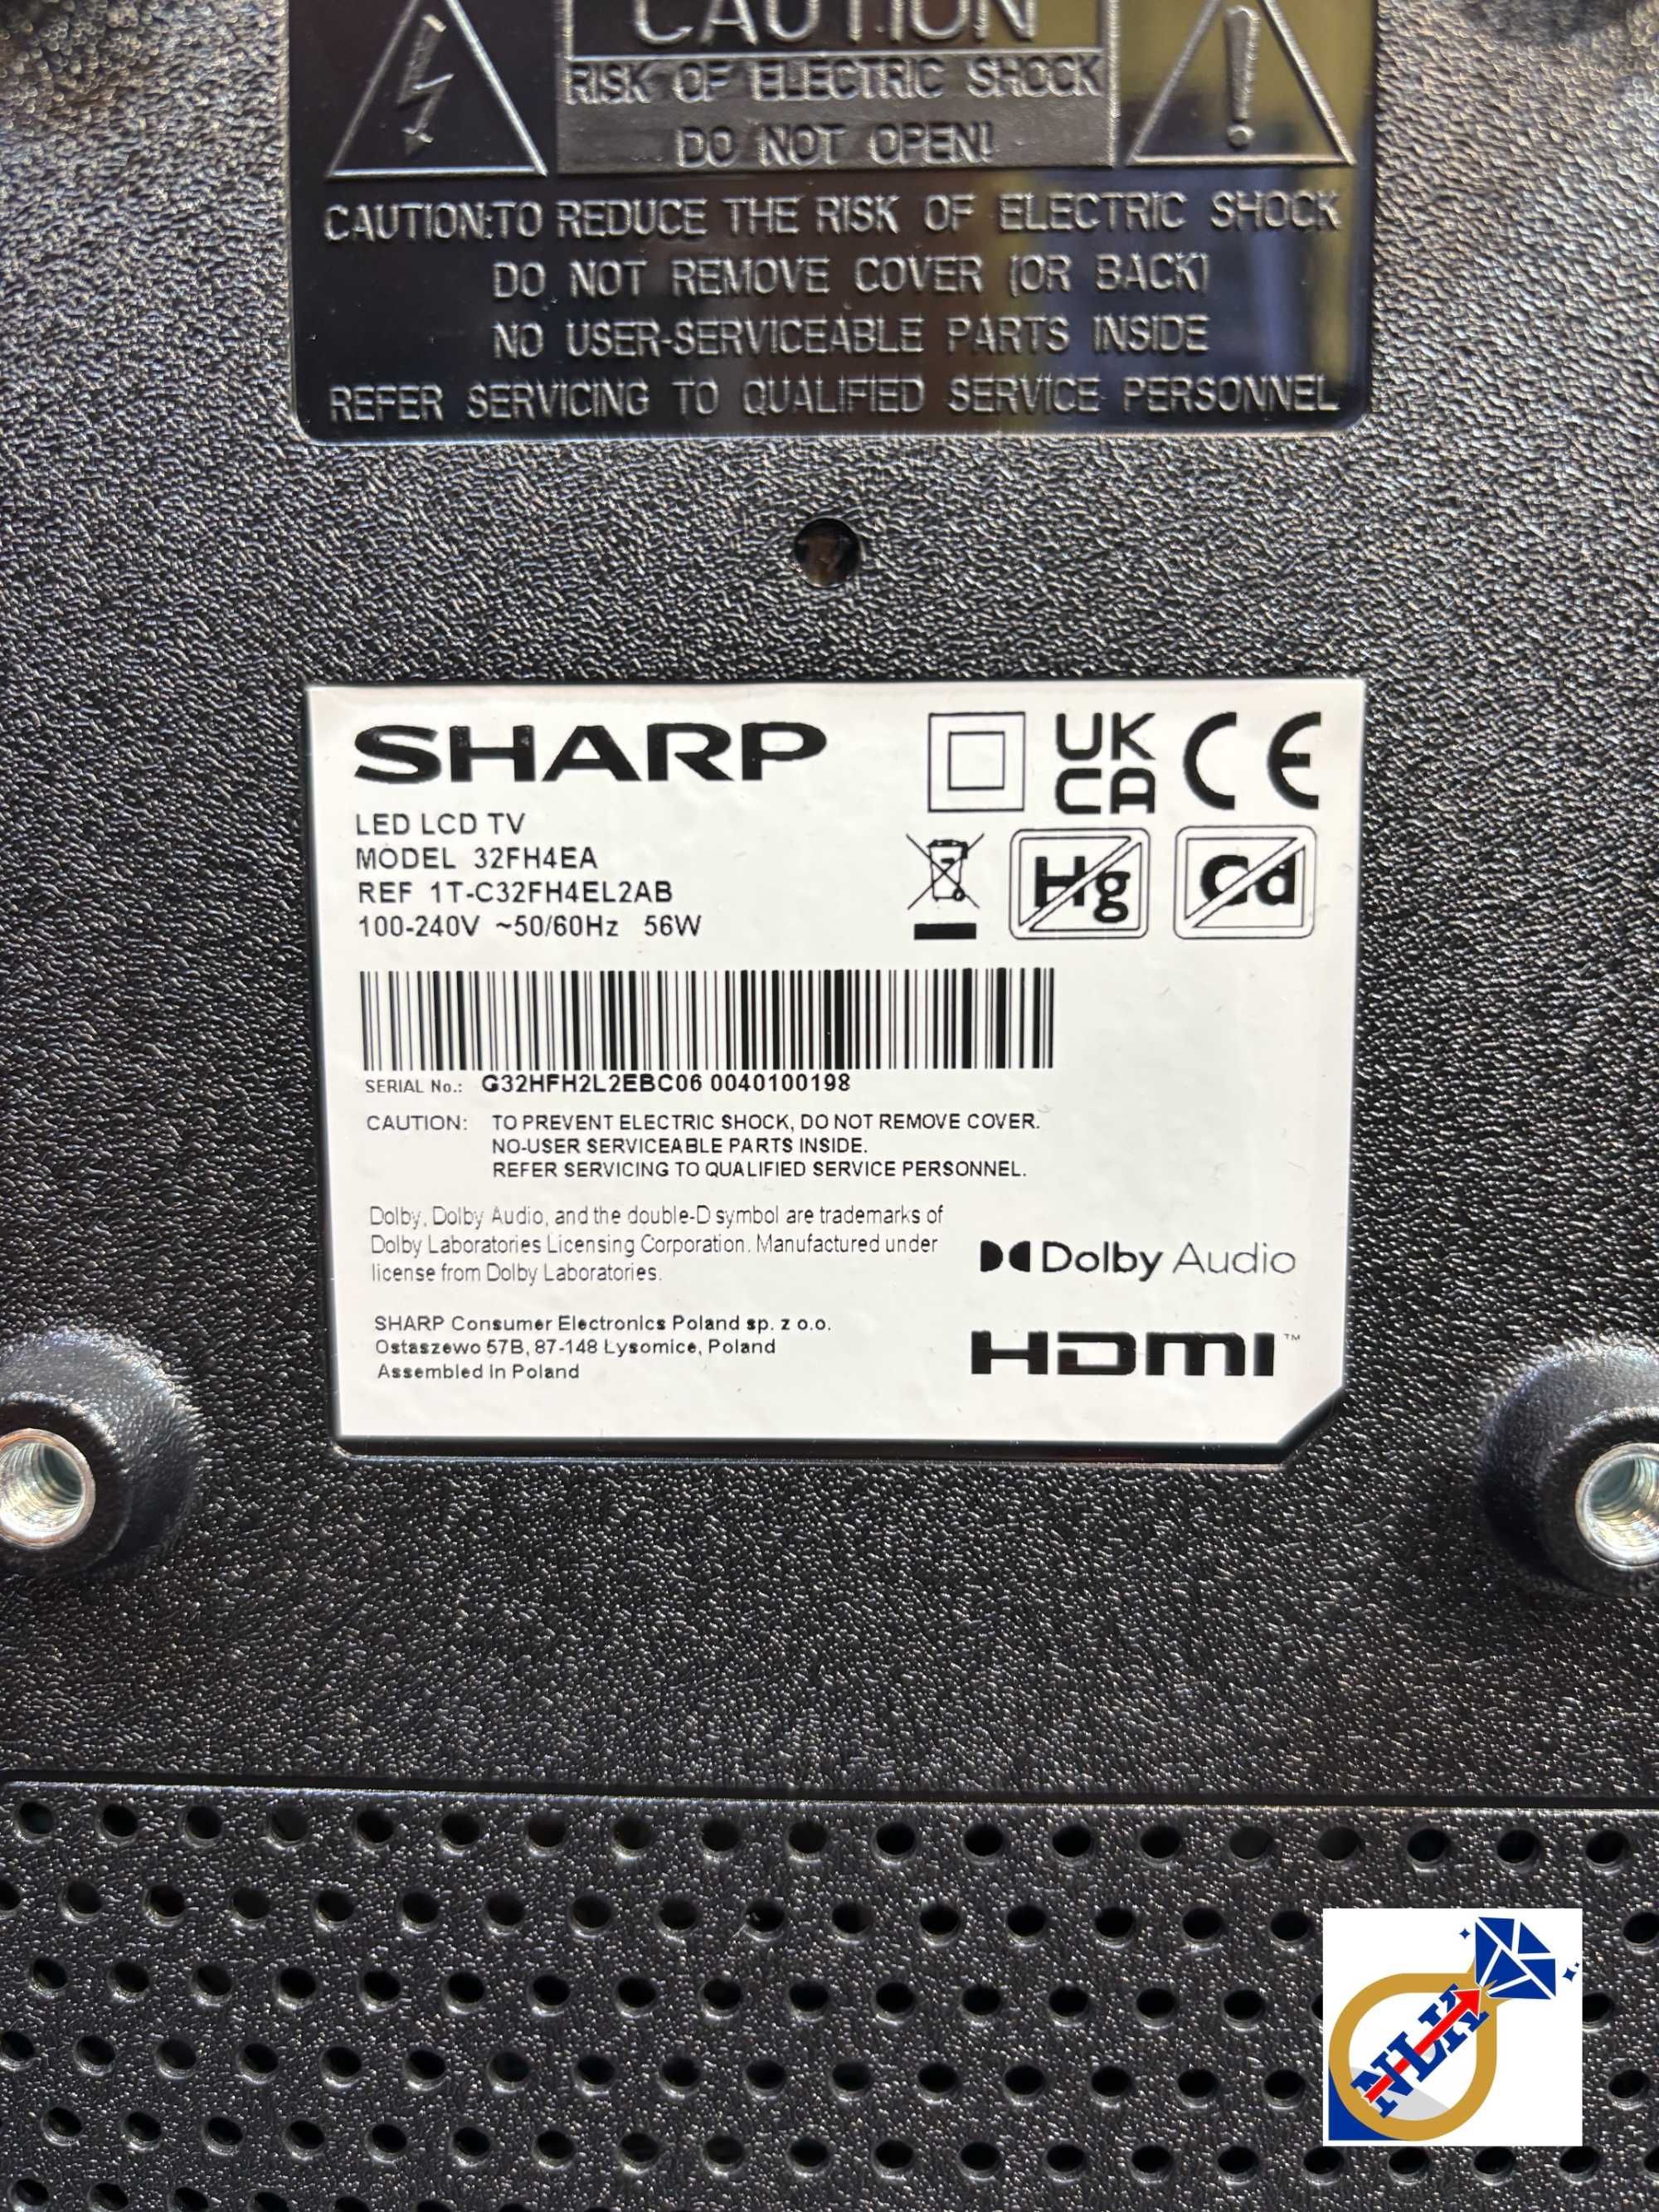 CAUTION
RISK OF ELECTRIC SHOCK
DO NOT OPEN!
CAUTION:TO REDUCE THE RISK OF ELECTRIC SHOCK
DO NOT REMOVE COVER (OR BACK)
NO USER-SERVICEABLE PARTS INSIDE
REFER SERVICING TO QUALIFIED SERVICE PERSONNEL
SHARP
UK
CA
CE
LED LCD TV
MODEL 32FH4EA
REF 1T-C32FH4EL2AB
100-240V ~50/60Hz 56W
Hg
Cd
SERIAL No.: G32HFH2L2EBC06 0040100198
CAUTION: TO PREVENT ELECTRIC SHOCK, DO NOT REMOVE COVER.
NO-USER SERVICEABLE PARTS INSIDE.
REFER SERVICING TO QUALIFIED SERVICE PERSONNEL.
Dolby, Dolby Audio, and the double-D symbol are trademarks of
Dolby Laboratories Licensing Corporation. Manufactured under
license from Dolby Laboratories.
Dolby Audio
SHARP Consumer Electronics Poland sp. z o.o.
Ostaszewo 57B, 87-148 Łysomice, Poland
Assembled in Poland
HDMI™
NLK